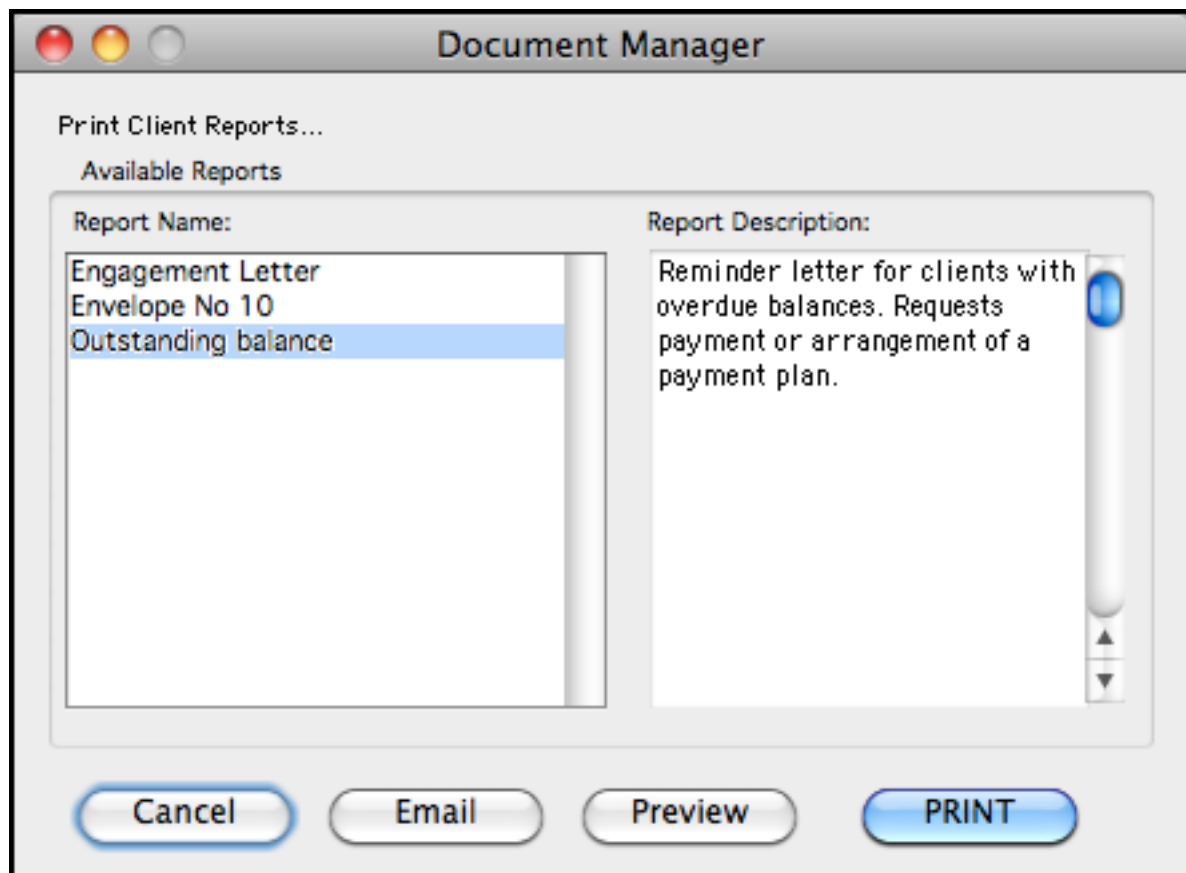 Document Manager
Print Client Reports...
Available Reports
Report Name:
Engagement Letter
Envelope No 10
Outstanding balance
Report Description:
Reminder letter for clients with
overdue balances. Requests
payment or arrangement of a
payment plan.
Cancel
Email
Preview
PRINT